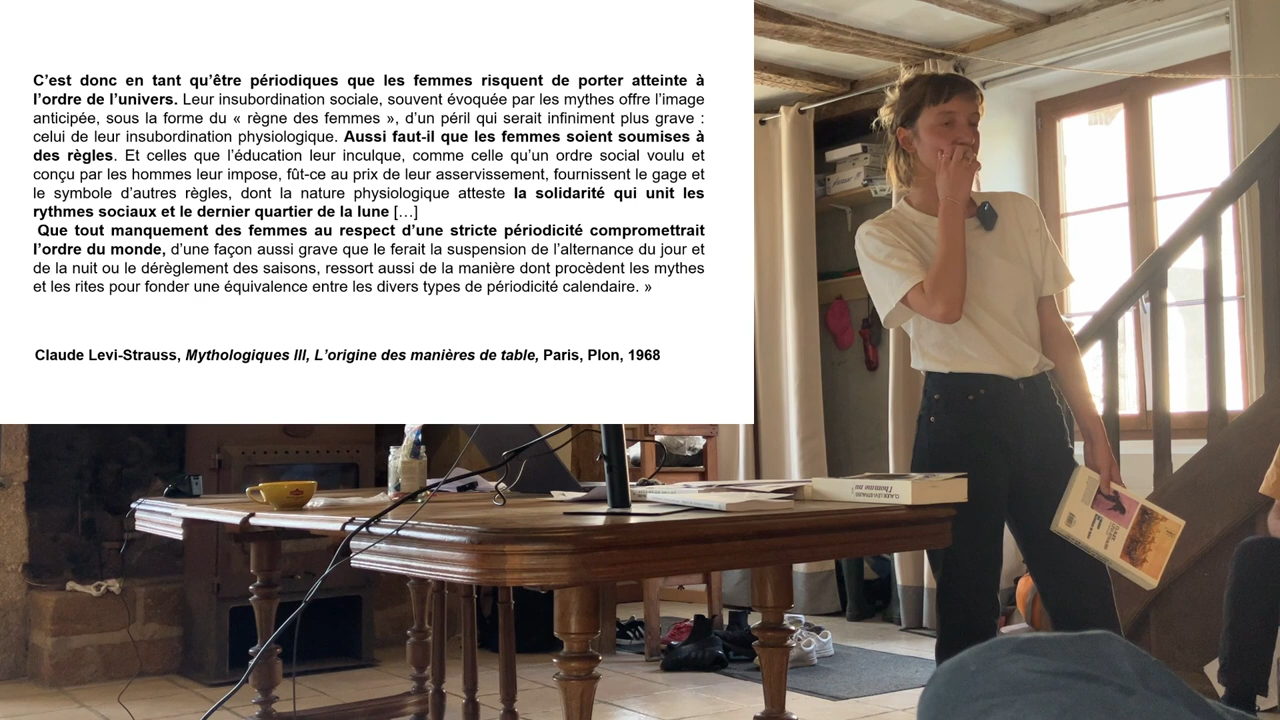 C’est donc en tant qu’être périodiques que les femmes risquent de porter atteinte à
l’ordre de l’univers. Leur insubordination sociale, souvent évoquée par les mythes offre l’image
anticipée, sous la forme du « règne des femmes », d’un péril qui serait infiniment plus grave :
celui de leur insubordination physiologique. Aussi faut-il que les femmes soient soumises à
des règles. Et celles que l’éducation leur inculque, comme celle qu’un ordre social voulu et
conçu par les hommes leur impose, fût-ce au prix de leur asservissement, fournissent le gage et
le symbole d’autres règles, dont la nature physiologique atteste la solidarité qui unit les
rythmes sociaux et le dernier quartier de la lune […]
Que tout manquement des femmes au respect d’une stricte périodicité compromettrait
l’ordre du monde, d’une façon aussi grave que le ferait la suspension de l’alternance du jour et
de la nuit ou le dérèglement des saisons, ressort aussi de la manière dont procèdent les mythes
et les rites pour fonder une équivalence entre les divers types de périodicité calendaire. »
Claude Levi-Strauss, Mythologiques III, L’origine des manières de table, Paris, Plon, 1968
CLAUDE LEVI-STRAUSS
l'homme nu